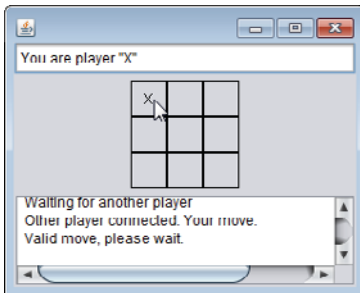 You are player "X"
X
Waiting for another player
Other player connected. Your move.
Valid move, please wait.